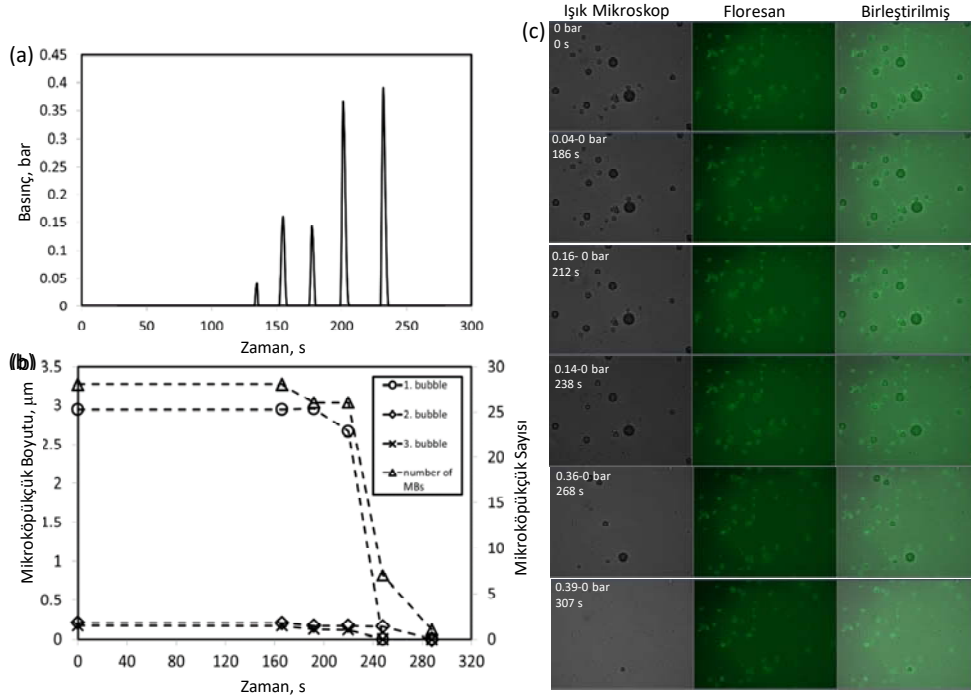 (a)
0.45
0.4
0.35
0.3
0.25
0.2
0.15
0.1
0.05
0
Basınç, bar
0 50 100 150 200 250 300
Zaman, s
(b)
3.5
3
2.5
2
1.5
1
0.5
0
Mikroköpükçük Boyutu, μm
1. bubble
2. bubble
3. bubble
number of
MBs
30
25
20
15
10
5
0
Mikroköpükçük Sayısı
0 40 80 120 160 200 240 280 320
Zaman, s
(c)
Işık Mikroskop Floresan Birleştirilmiş
0 bar
0 s
0.04-0 bar
186 s
0.16- 0 bar
212 s
0.14-0 bar
238 s
0.36-0 bar
268 s
0.39-0 bar
307 s